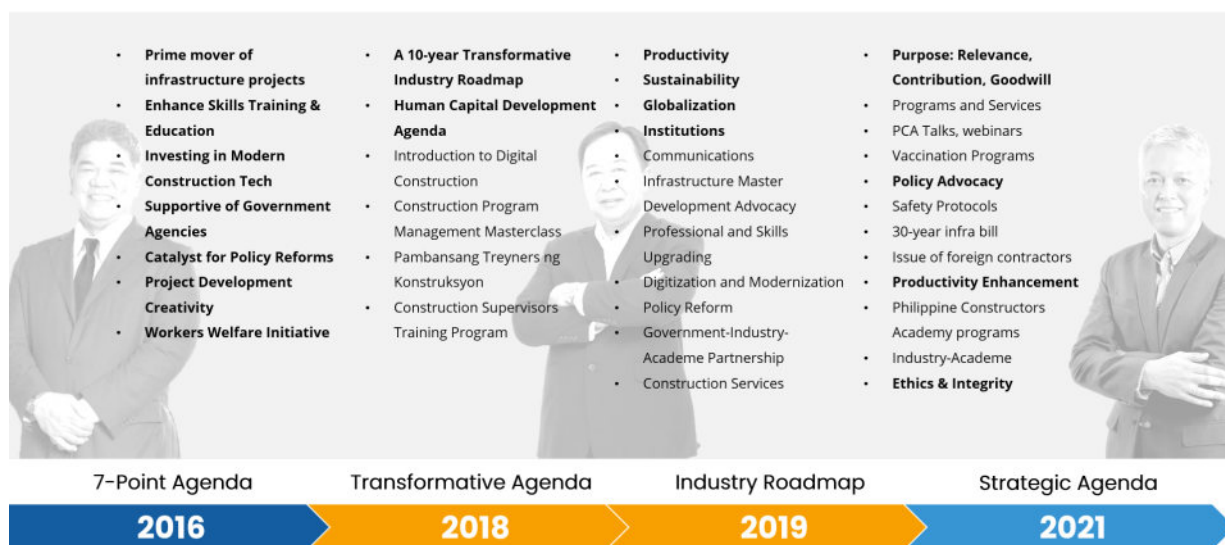 • Prime mover of
infrastructure projects
• Enhance Skills Training &
Education
• Investing in Modern
Construction Tech
• Supportive of Government
Agencies
• Catalyst for Policy Reforms
• Project Development
Creativity
• Workers Welfare Initiative
• A 10-year Transformative
Industry Roadmap
• Human Capital Development
Agenda
• Introduction to Digital
Construction
• Construction Program
Management Masterclass
• Pambansang Treyners ng
Konstruksyon
• Construction Supervisors
Training Program
• Productivity
• Sustainability
• Globalization
• Institutions
• Communications
• Infrastructure Master
Development Advocacy
• Professional and Skills
Upgrading
• Digitization and Modernization
• Policy Reform
• Government-Industry-
Academe Partnership
• Construction Services
• Purpose: Relevance,
Contribution, Goodwill
• Programs and Services
• PCA Talks, webinars
• Vaccination Programs
• Policy Advocacy
• Safety Protocols
• 30-year infra bill
• Issue of foreign contractors
• Productivity Enhancement
• Philippine Constructors
Academy programs
• Industry-Academe
• Ethics & Integrity
7-Point Agenda
Transformative Agenda
Industry Roadmap
Strategic Agenda
2016
2018
2019
2021